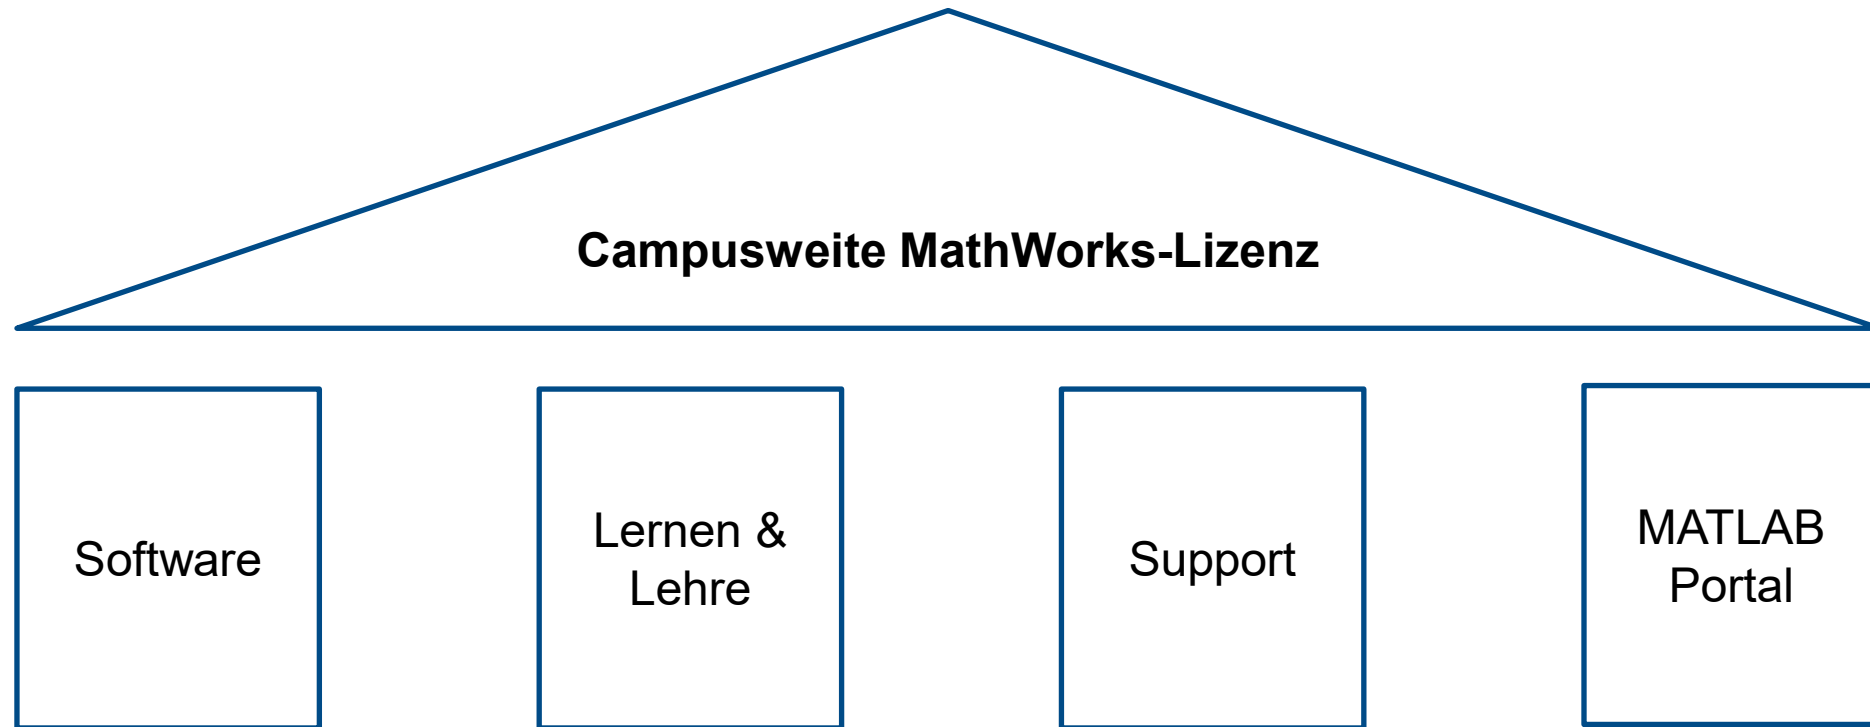 Campusweite MathWorks-Lizenz
Software
Lernen &
Lehre
Support
MATLAB
Portal